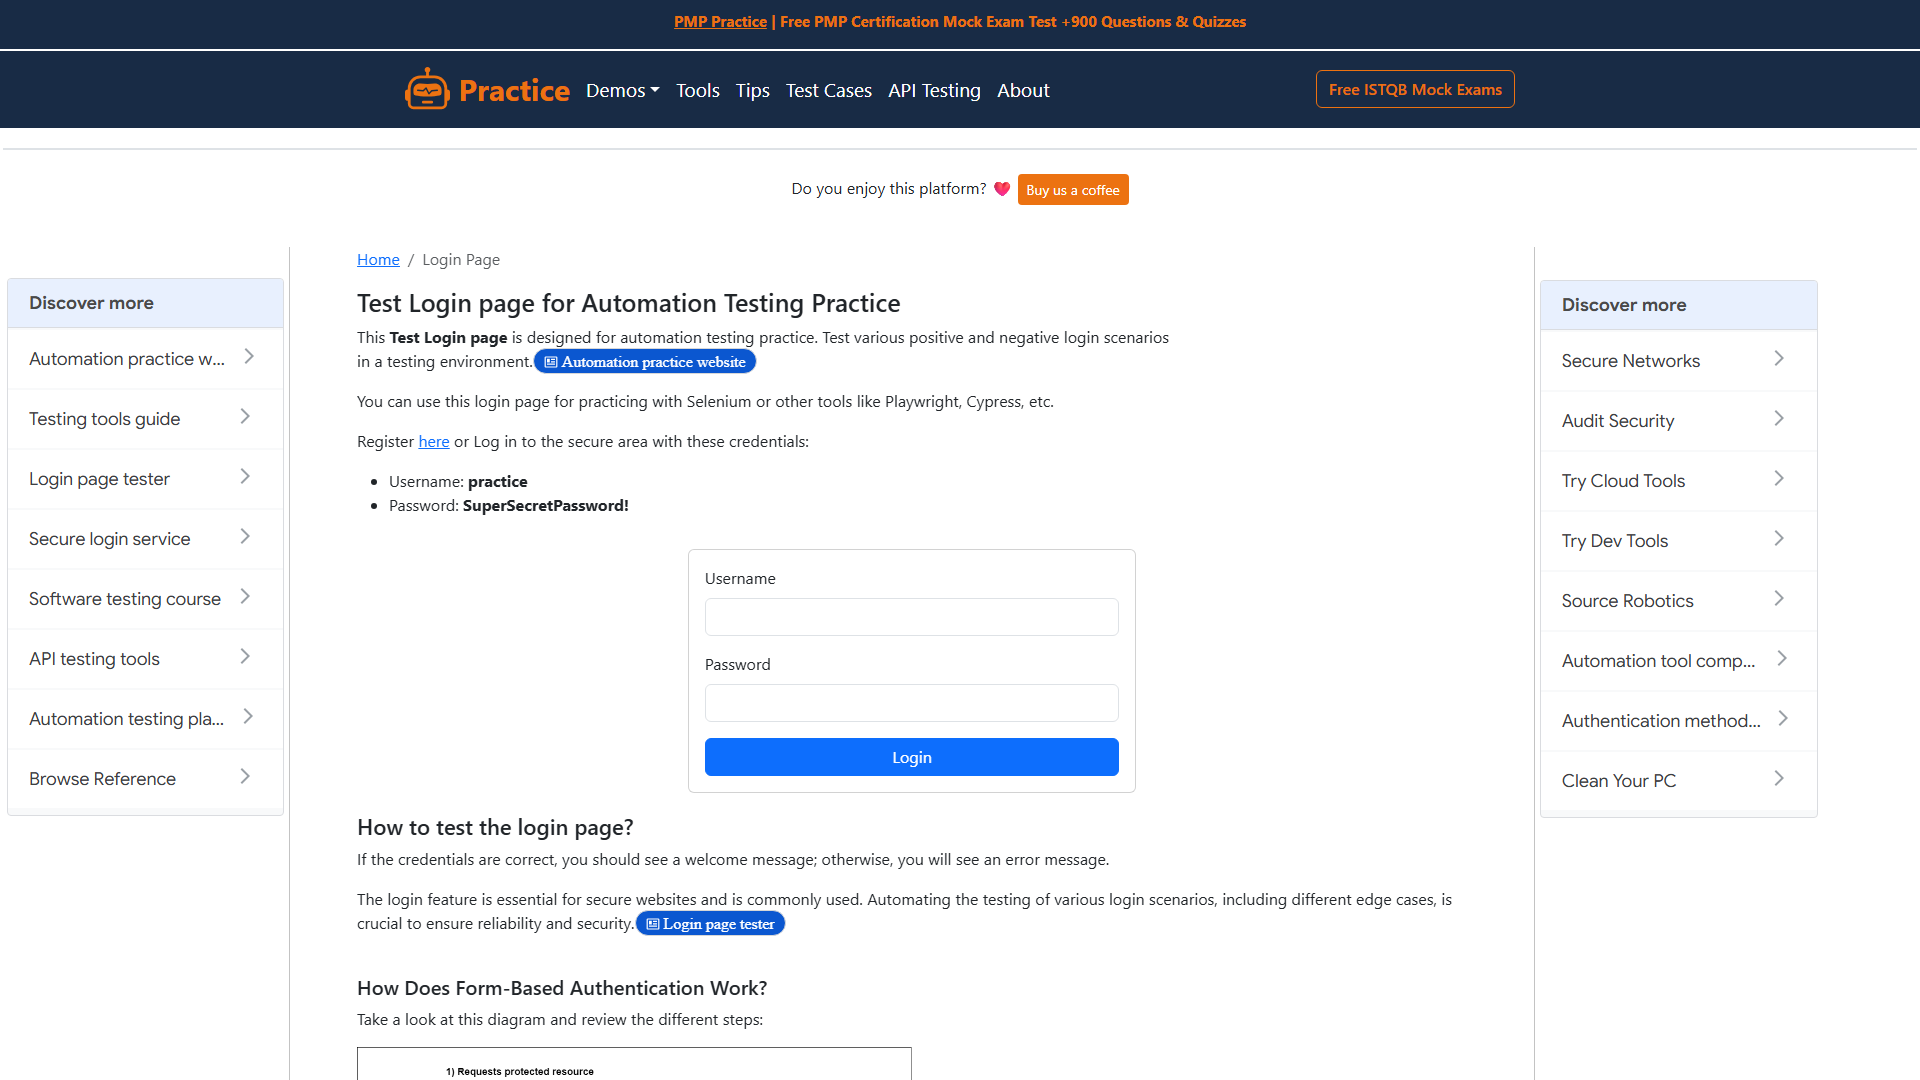 PMP Practice | Free PMP Certification Mock Exam Test +900 Questions & Quizzes
Practice
Demos
Tools
Tips
Test Cases
API Testing
About
Free ISTQB Mock Exams
Do you enjoy this platform?
Buy us a coffee
Discover more
Automation practice w...
Testing tools guide
Login page tester
Secure login service
Software testing course
API testing tools
Automation testing pla...
Browse Reference
Home / Login Page
Test Login page for Automation Testing Practice
This Test Login page is designed for automation testing practice. Test various positive and negative login scenarios
in a testing environment. Automation practice website
You can use this login page for practicing with Selenium or other tools like Playwright, Cypress, etc.
Register here or Log in to the secure area with these credentials:
Username: practice
Password: SuperSecretPassword!
Username
Password
Login
How to test the login page?
If the credentials are correct, you should see a welcome message; otherwise, you will see an error message.
The login feature is essential for secure websites and is commonly used. Automating the testing of various login scenarios, including different edge cases, is
crucial to ensure reliability and security. Login page tester
How Does Form-Based Authentication Work?
Take a look at this diagram and review the different steps:
1) Requests protected resource
Discover more
Secure Networks
Audit Security
Try Cloud Tools
Try Dev Tools
Source Robotics
Automation tool comp...
Authentication method...
Clean Your PC